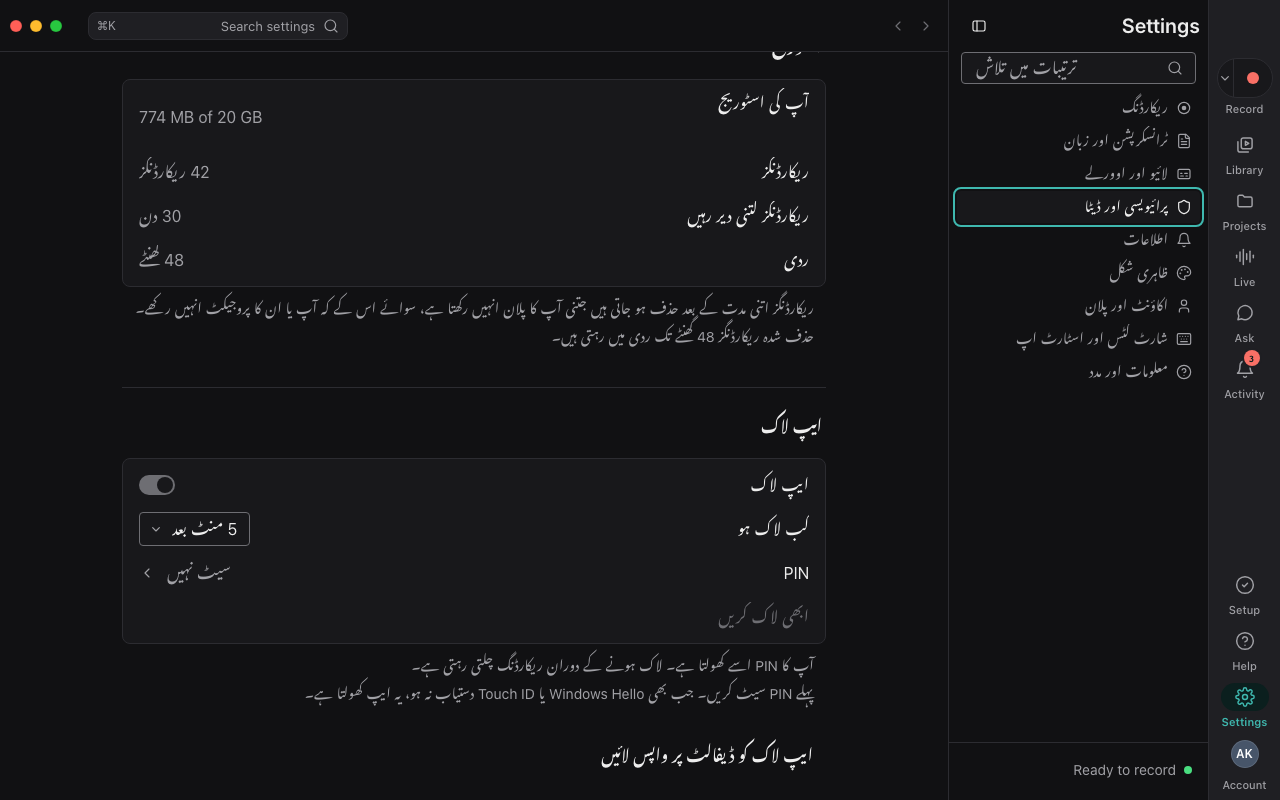 Settings
ترتیبات میں تلاش
ریکارڈنگ
ٹرانسکرپشن اور زبان
لائیو اور اوورلے
پرائیویسی اور ڈیٹا
اطلاعات
ظاہری شکل
اکاؤنٹ اور پلان
شارٹ کٹس اور اسٹارٹ اپ
معلومات اور مدد
Ready to record
Record
Library
Projects
Live
Ask
3
Activity
Setup
Help
Settings
AK
Account
Search settings
⌘K
آپ کی اسٹوریج
774 MB of 20 GB
ریکارڈنگز
42 ریکارڈنگز
ریکارڈنگز کتنی دیر رہیں
30 دن
ردی
48 گھنٹے
ریکارڈنگز اتنی مدت کے بعد حذف ہو جاتی ہیں جتنی آپ کا پلان انہیں رکھتا ہے، سوائے اس کے کہ آپ یا ان کا پروجیکٹ انہیں رکھے۔
حذف شدہ ریکارڈنگز 48 گھنٹے تک ردی میں رہتی ہیں۔
ایپ لاک
ایپ لاک
کب لاک ہو
5 منٹ بعد
PIN
سیٹ نہیں
ابھی لاک کریں
آپ کا PIN اسے کھولتا ہے۔ لاک ہونے کے دوران ریکارڈنگ چلتی رہتی ہے۔
پہلے PIN سیٹ کریں۔ جب بھی Windows Hello یا Touch ID دستیاب نہ ہو، یہ ایپ کھولتا ہے۔
ایپ لاک کو ڈیفالٹ پر واپس لائیں